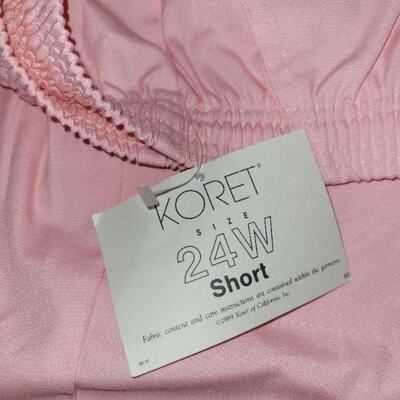 KORET®
SIZE
24W
Short
Fabric content and care instructions are contained within the garment.
©1989 Koret of California, Inc.